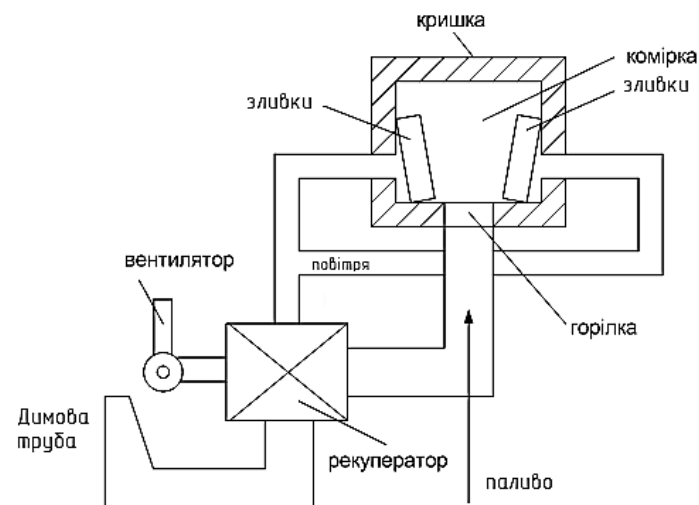 кришка
комірка
зливки
зливки
вентилятор
повітря
горілка
Димова
труба
рекуператор
паливо